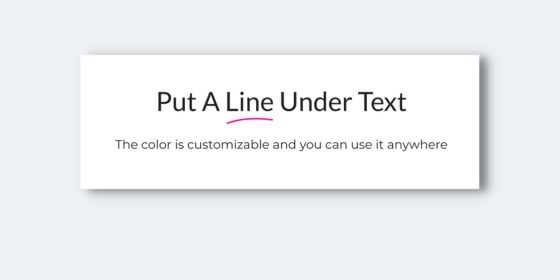 Put A Line Under Text
The color is customizable and you can use it anywhere